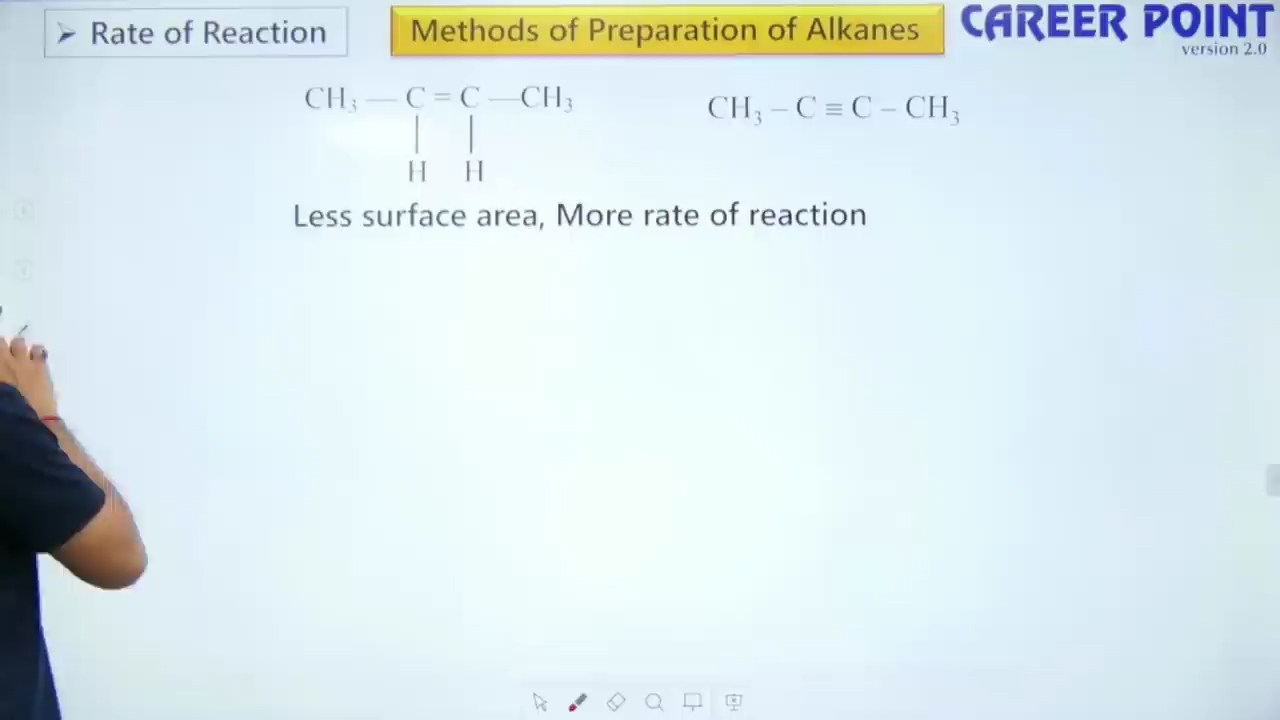 ➢ Rate of Reaction
Methods of Preparation of Alkanes
CAREER POINT
version 2.0
CH₃ — C = C — CH₃
| |
H H
CH₃ – C ≡ C – CH₃
Less surface area, More rate of reaction